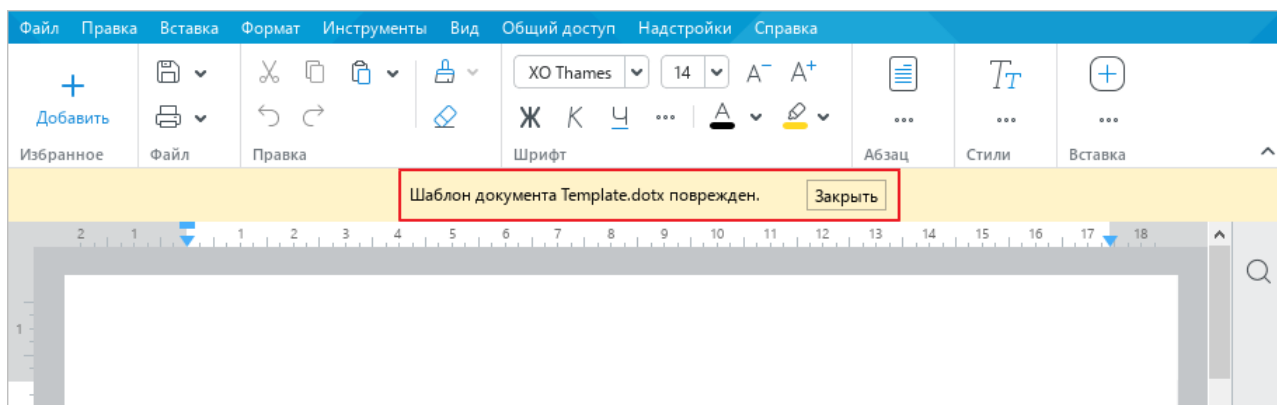 Файл Правка Вставка Формат Инструменты Вид Общий доступ Надстройки Справка
XO Thames 14 A⁻ A⁺
Добавить Ж К Ч A
Избранное Файл Правка Шрифт Абзац Стили Вставка
Шаблон документа Template.dotx поврежден. Закрыть
2 1 1 2 3 4 5 6 7 8 9 10 11 12 13 14 15 16 17 18
1